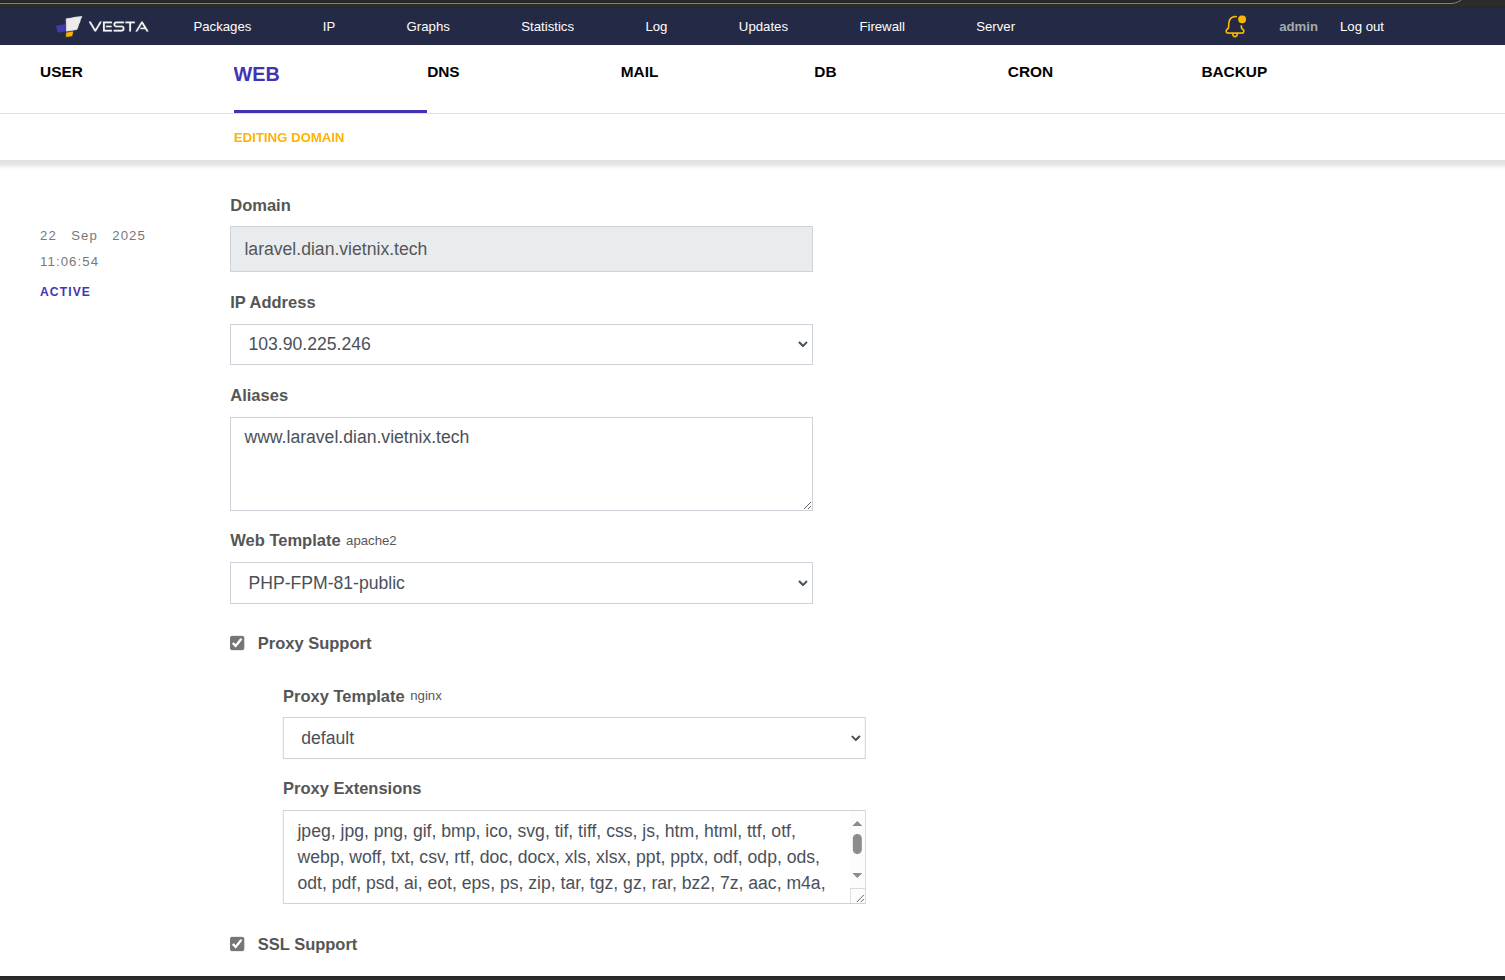 VESTA Packages IP Graphs Statistics Log Updates Firewall Server admin Log out
USER WEB DNS MAIL DB CRON BACKUP
EDITING DOMAIN
22 Sep 2025
11:06:54
ACTIVE
Domain
laravel.dian.vietnix.tech
IP Address
103.90.225.246
Aliases
www.laravel.dian.vietnix.tech
Web Template apache2
PHP-FPM-81-public
Proxy Support
Proxy Template nginx
default
Proxy Extensions
jpeg, jpg, png, gif, bmp, ico, svg, tif, tiff, css, js, htm, html, ttf, otf,
webp, woff, txt, csv, rtf, doc, docx, xls, xlsx, ppt, pptx, odf, odp, ods,
odt, pdf, psd, ai, eot, eps, ps, zip, tar, tgz, gz, rar, bz2, 7z, aac, m4a,
SSL Support